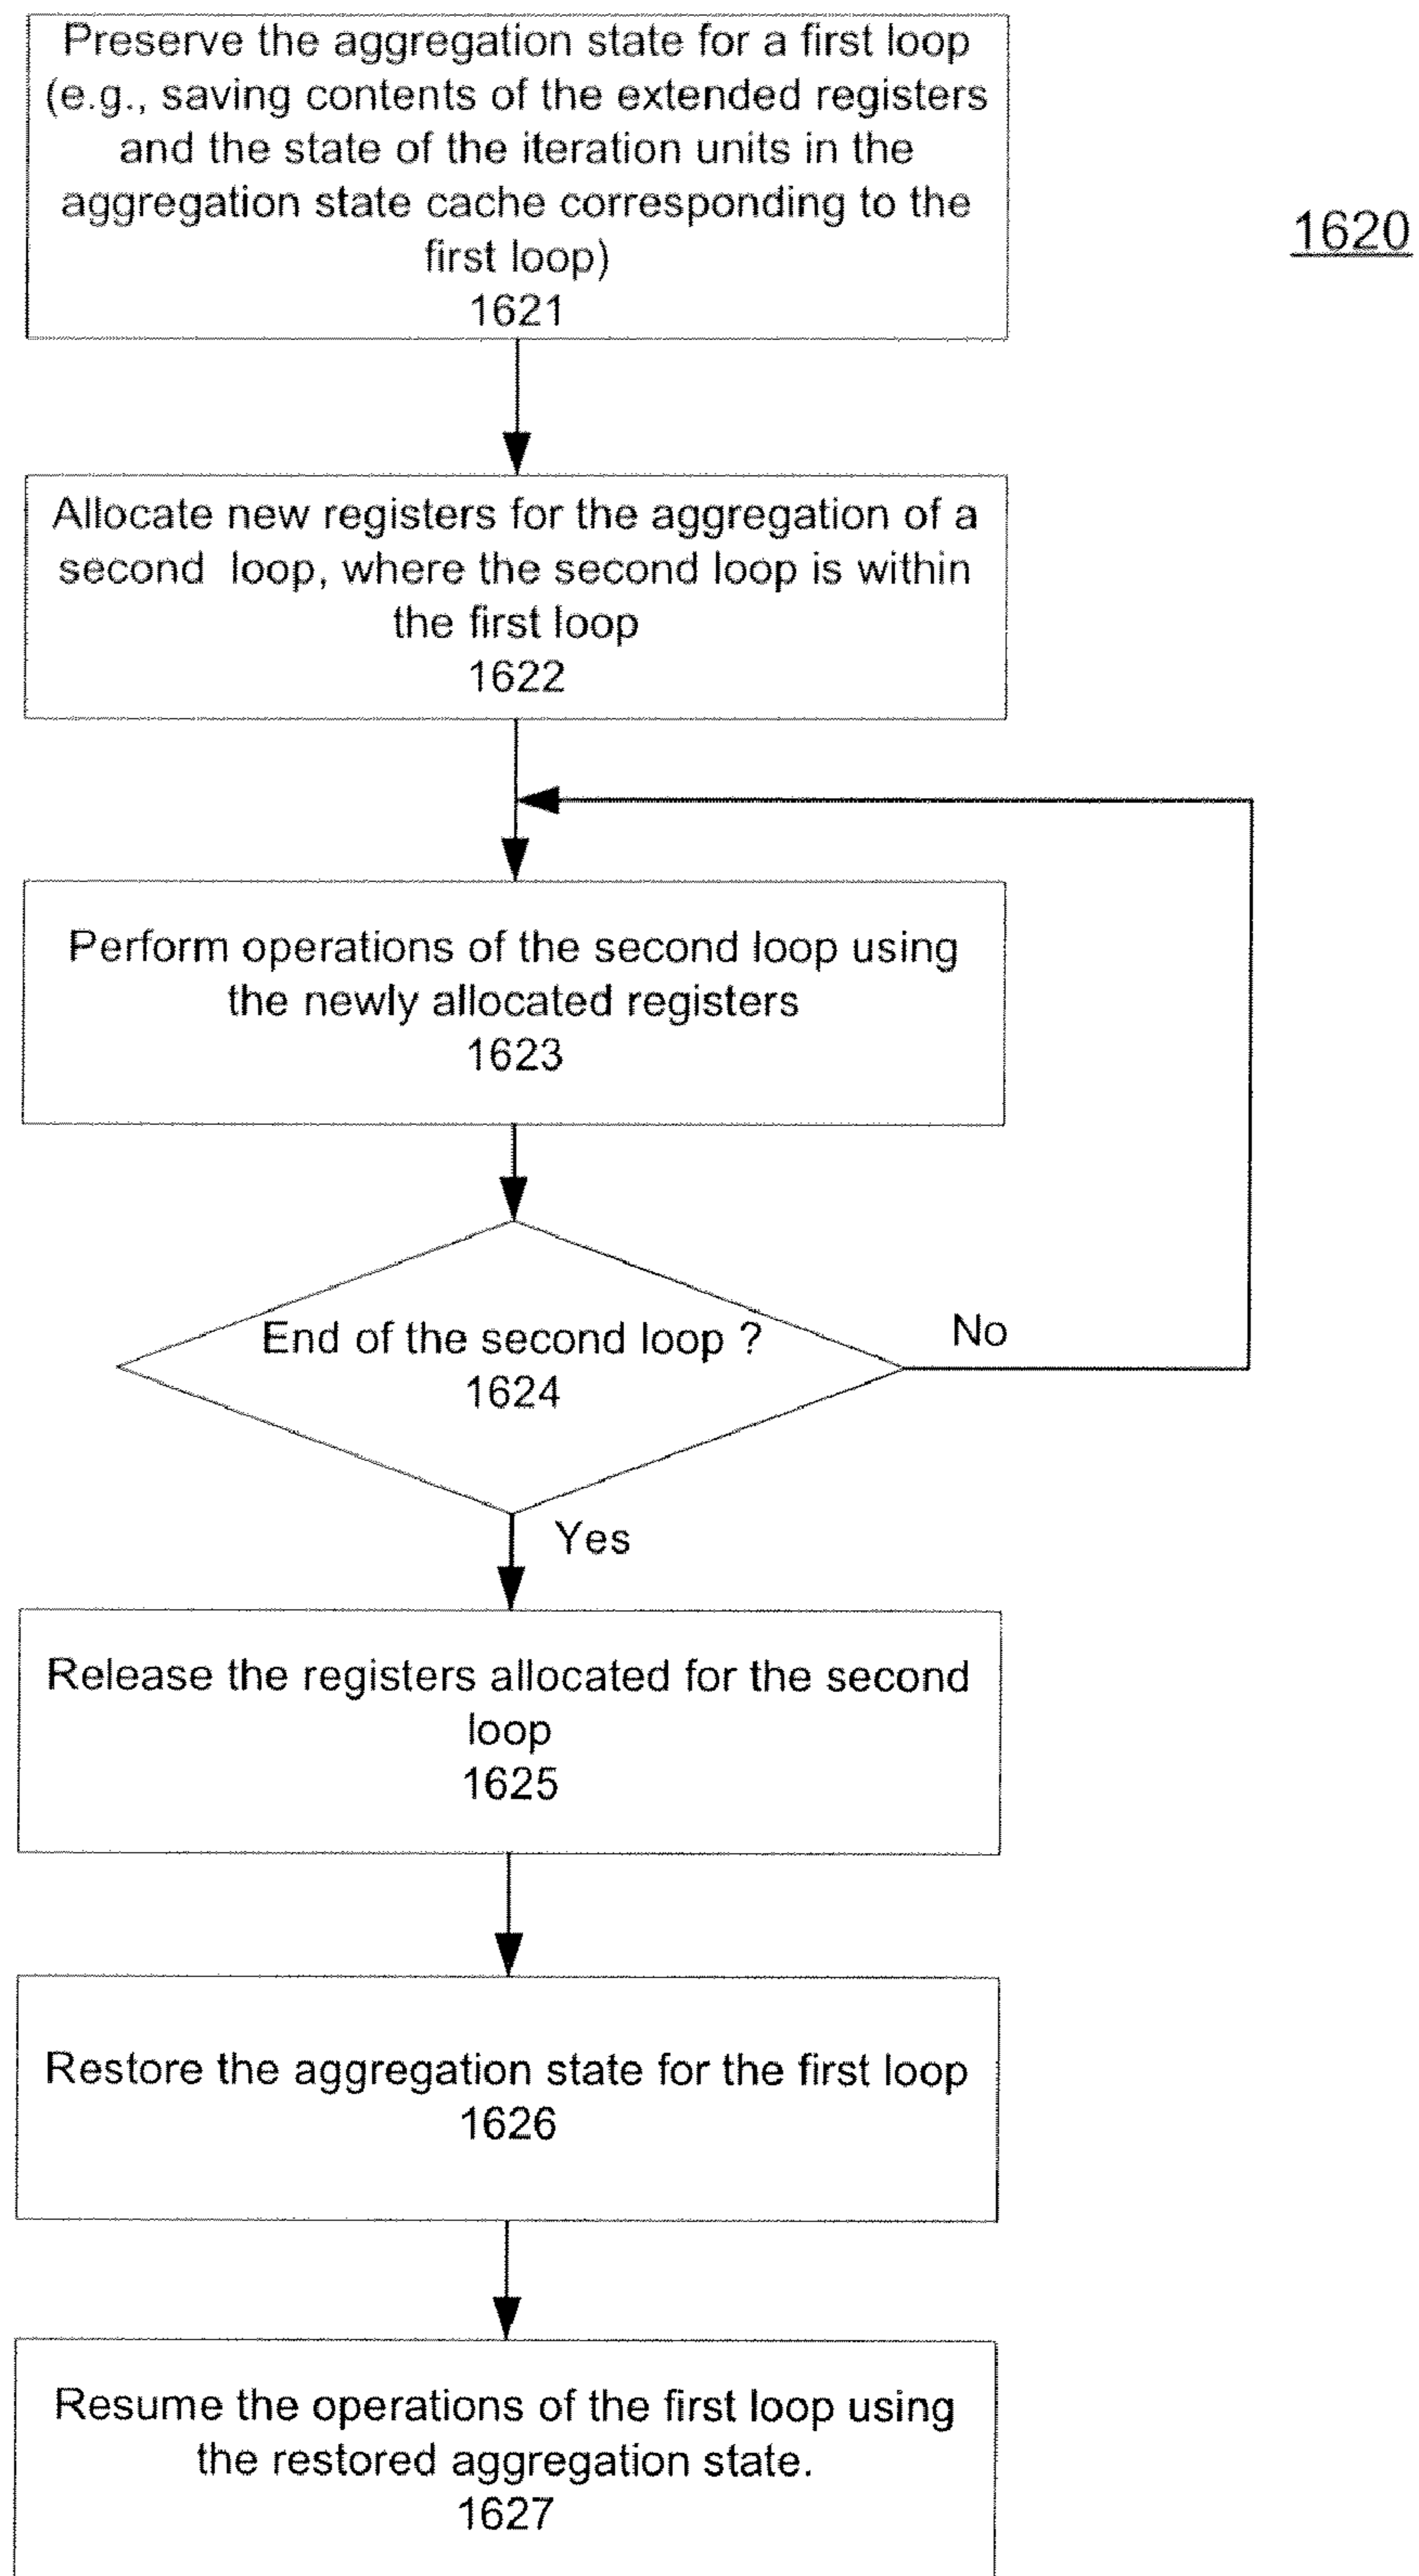 Preserve the aggregation state for a first loop
(e.g., saving contents of the extended registers
and the state of the iteration units in the
aggregation state cache corresponding to the
first loop)
1621
1620
Allocate new registers for the aggregation of a
second loop, where the second loop is within
the first loop
1622
Perform operations of the second loop using
the newly allocated registers
1623
End of the second loop ?
1624
No
Yes
Release the registers allocated for the second
loop
1625
Restore the aggregation state for the first loop
1626
Resume the operations of the first loop using
the restored aggregation state.
1627